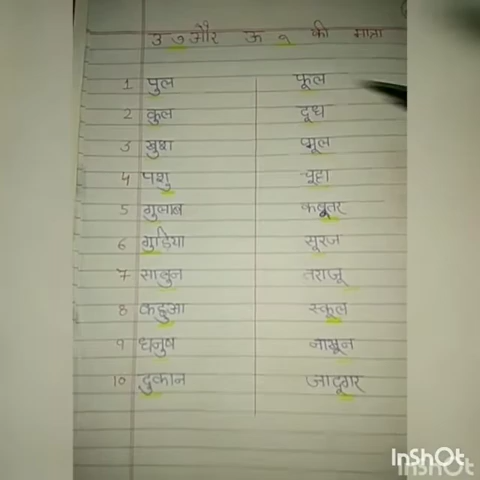 उ ु और ऊ ू की मात्रा
1 पुल फूल
2 कुल दूध
3 खुश मूल
4 पशु चूहा
5 गुलाब कबूतर
6 गुडिया सूरज
7 साबुन तराजू
8 कछुआ स्कूल
9 धनुष नाखून
10 दुकान जादूगर
InShOt
InShOt